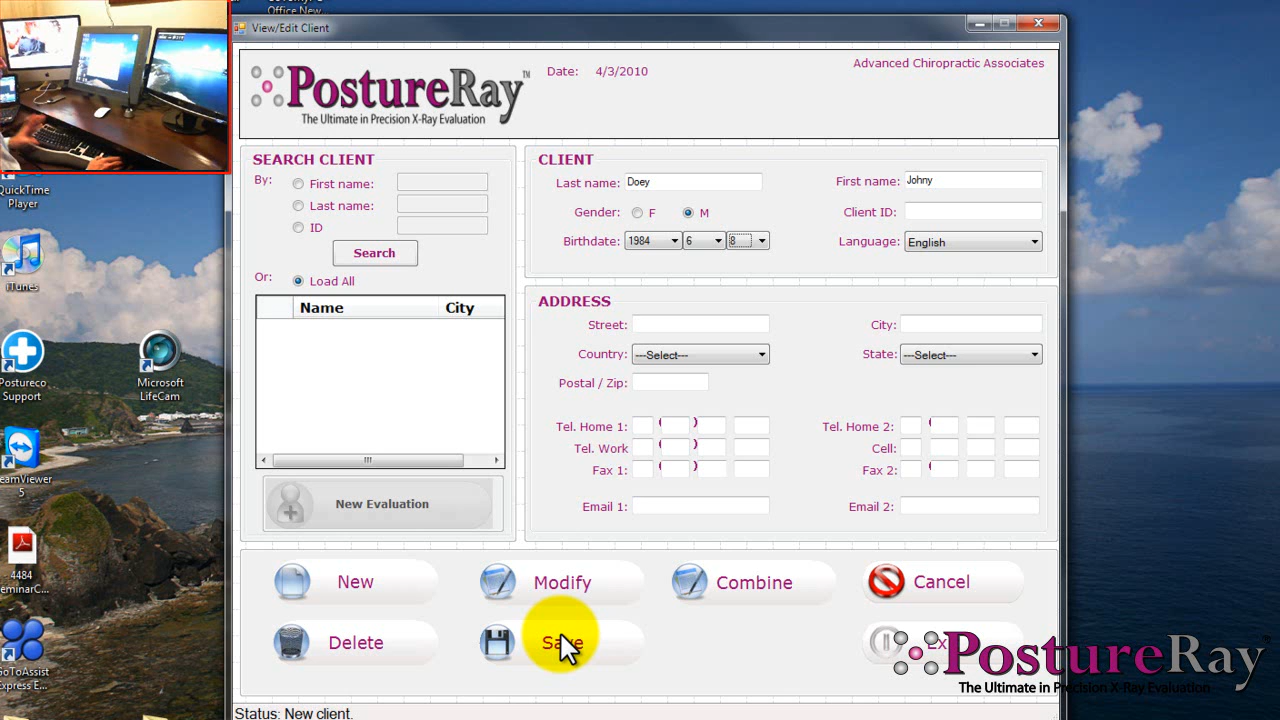 Office New...
View/Edit Client
PostureRay™
The Ultimate in Precision X-Ray Evaluation
Date: 4/3/2010
Advanced Chiropractic Associates
SEARCH CLIENT
By:
First name:
Last name:
ID
Search
Or:
Load All
Name City
New Evaluation
CLIENT
Last name: Doey
First name: Johny
Gender: F M
Client ID:
Birthdate: 1984 6 8
Language: English
ADDRESS
Street:
City:
Country: ---Select---
State: ---Select---
Postal / Zip:
Tel. Home 1: ( )
Tel. Home 2: (
Tel. Work ( )
Cell:
Fax 1: ( )
Fax 2: (
Email 1:
Email 2:
New
Modify
Combine
Cancel
Delete
Save
Status: New client.
QuickTime
Player
iTunes
Postureco
Support
Microsoft
LifeCam
eamViewer
5
4484
eminarC...
GoToAssist
Express E...
PostureRay™
The Ultimate in Precision X-Ray Evaluation